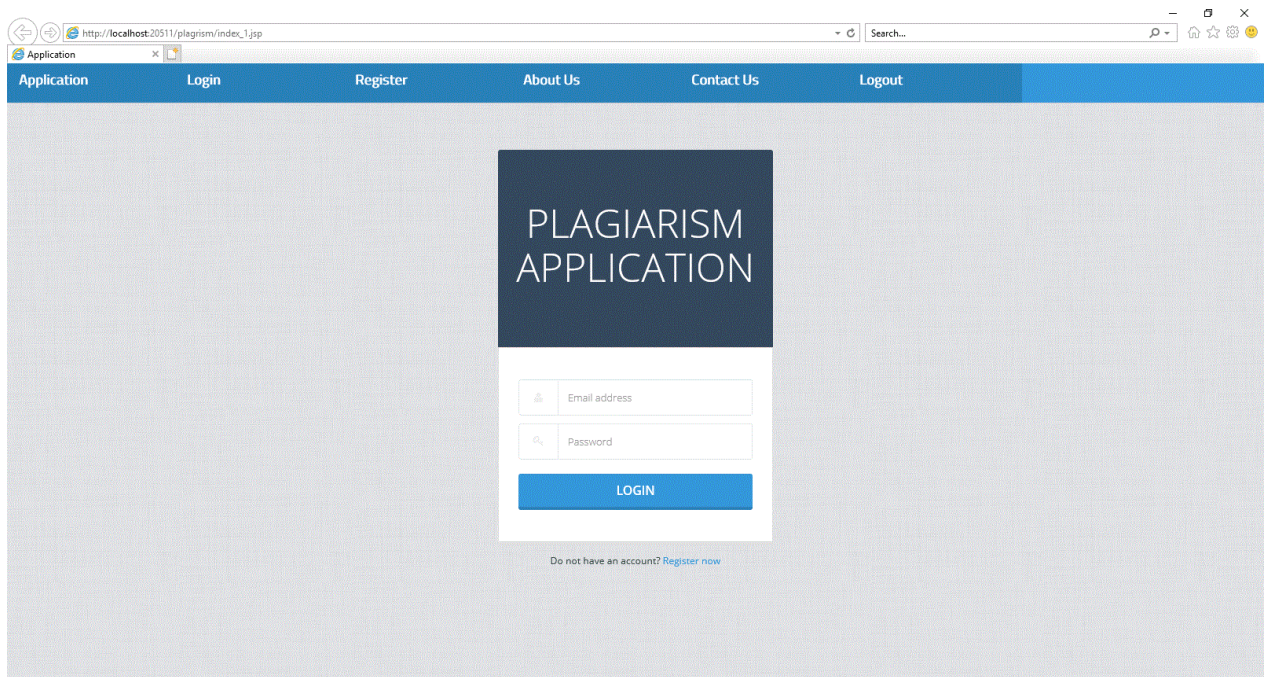 http://localhost:20511/plagrism/index_1.jsp
Search...
Application
Application Login Register About Us Contact Us Logout
PLAGIARISM
APPLICATION
Email address
Password
LOGIN
Do not have an account? Register now